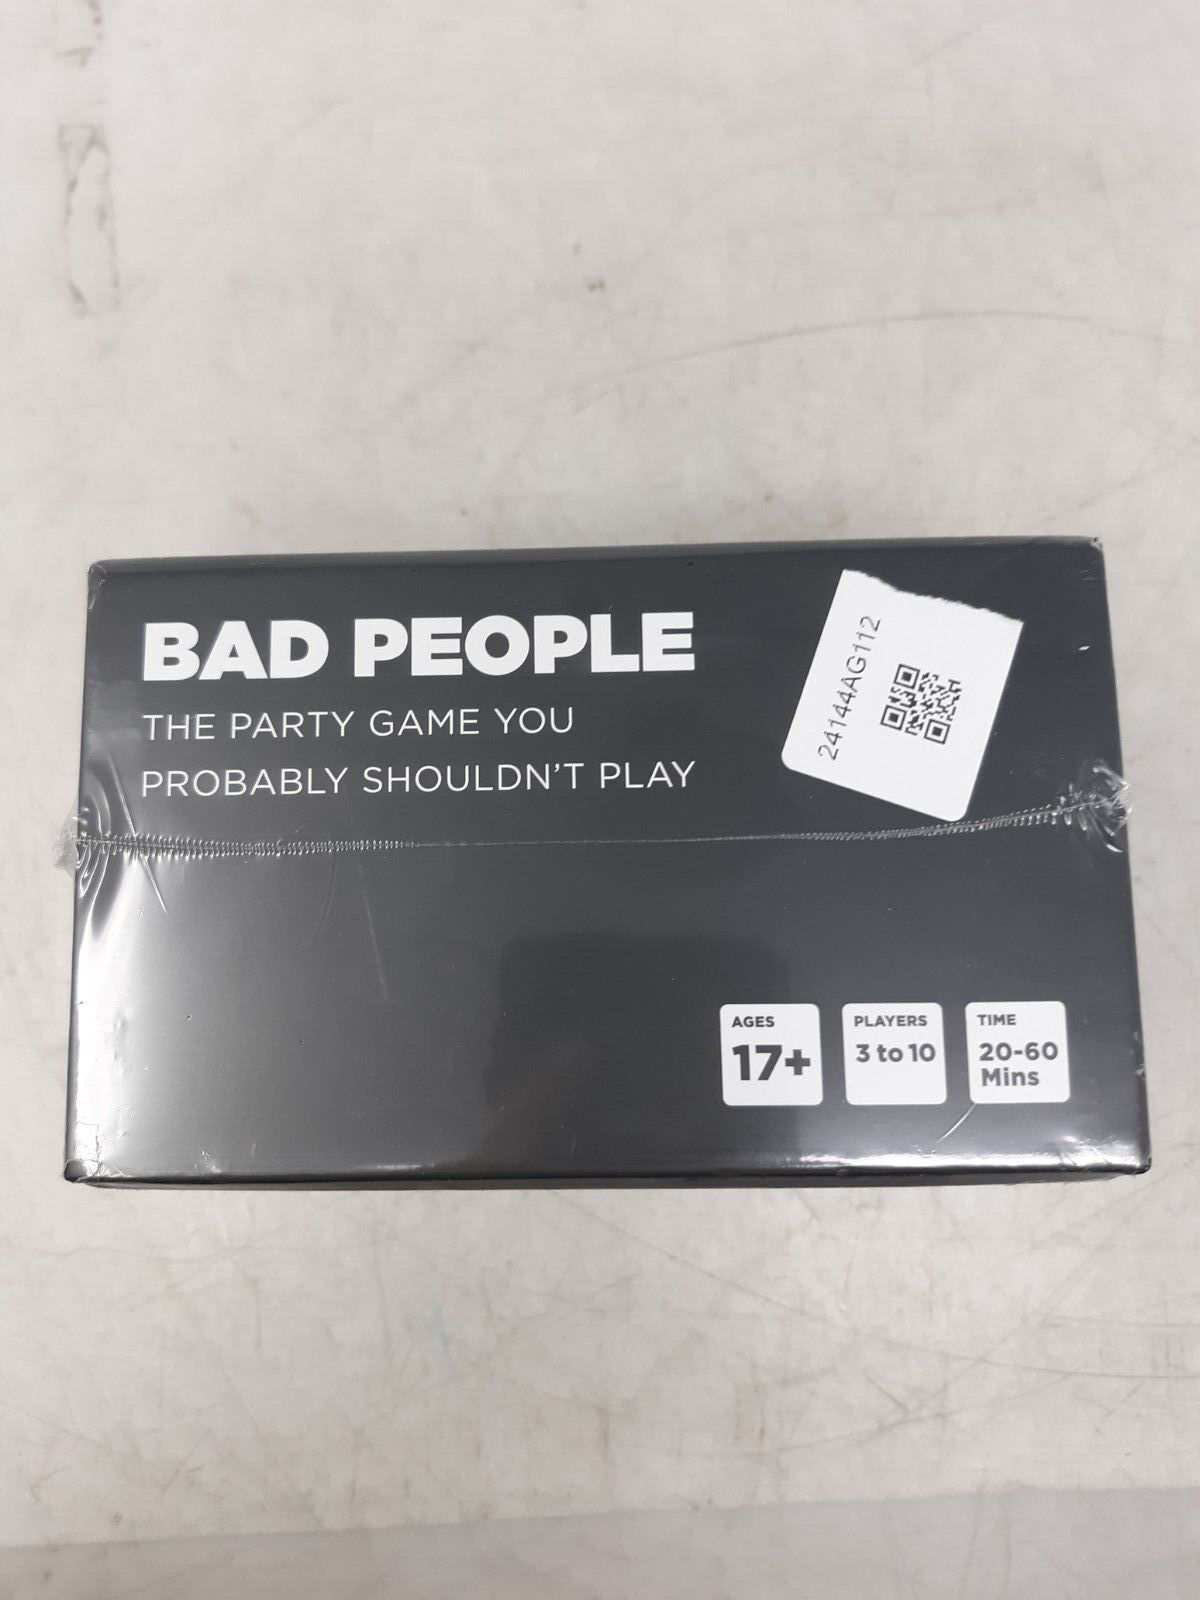 BAD PEOPLE
THE PARTY GAME YOU
PROBABLY SHOULDN'T PLAY
24144AG112
AGES
17+
PLAYERS
3 to 10
TIME
20-60
Mins